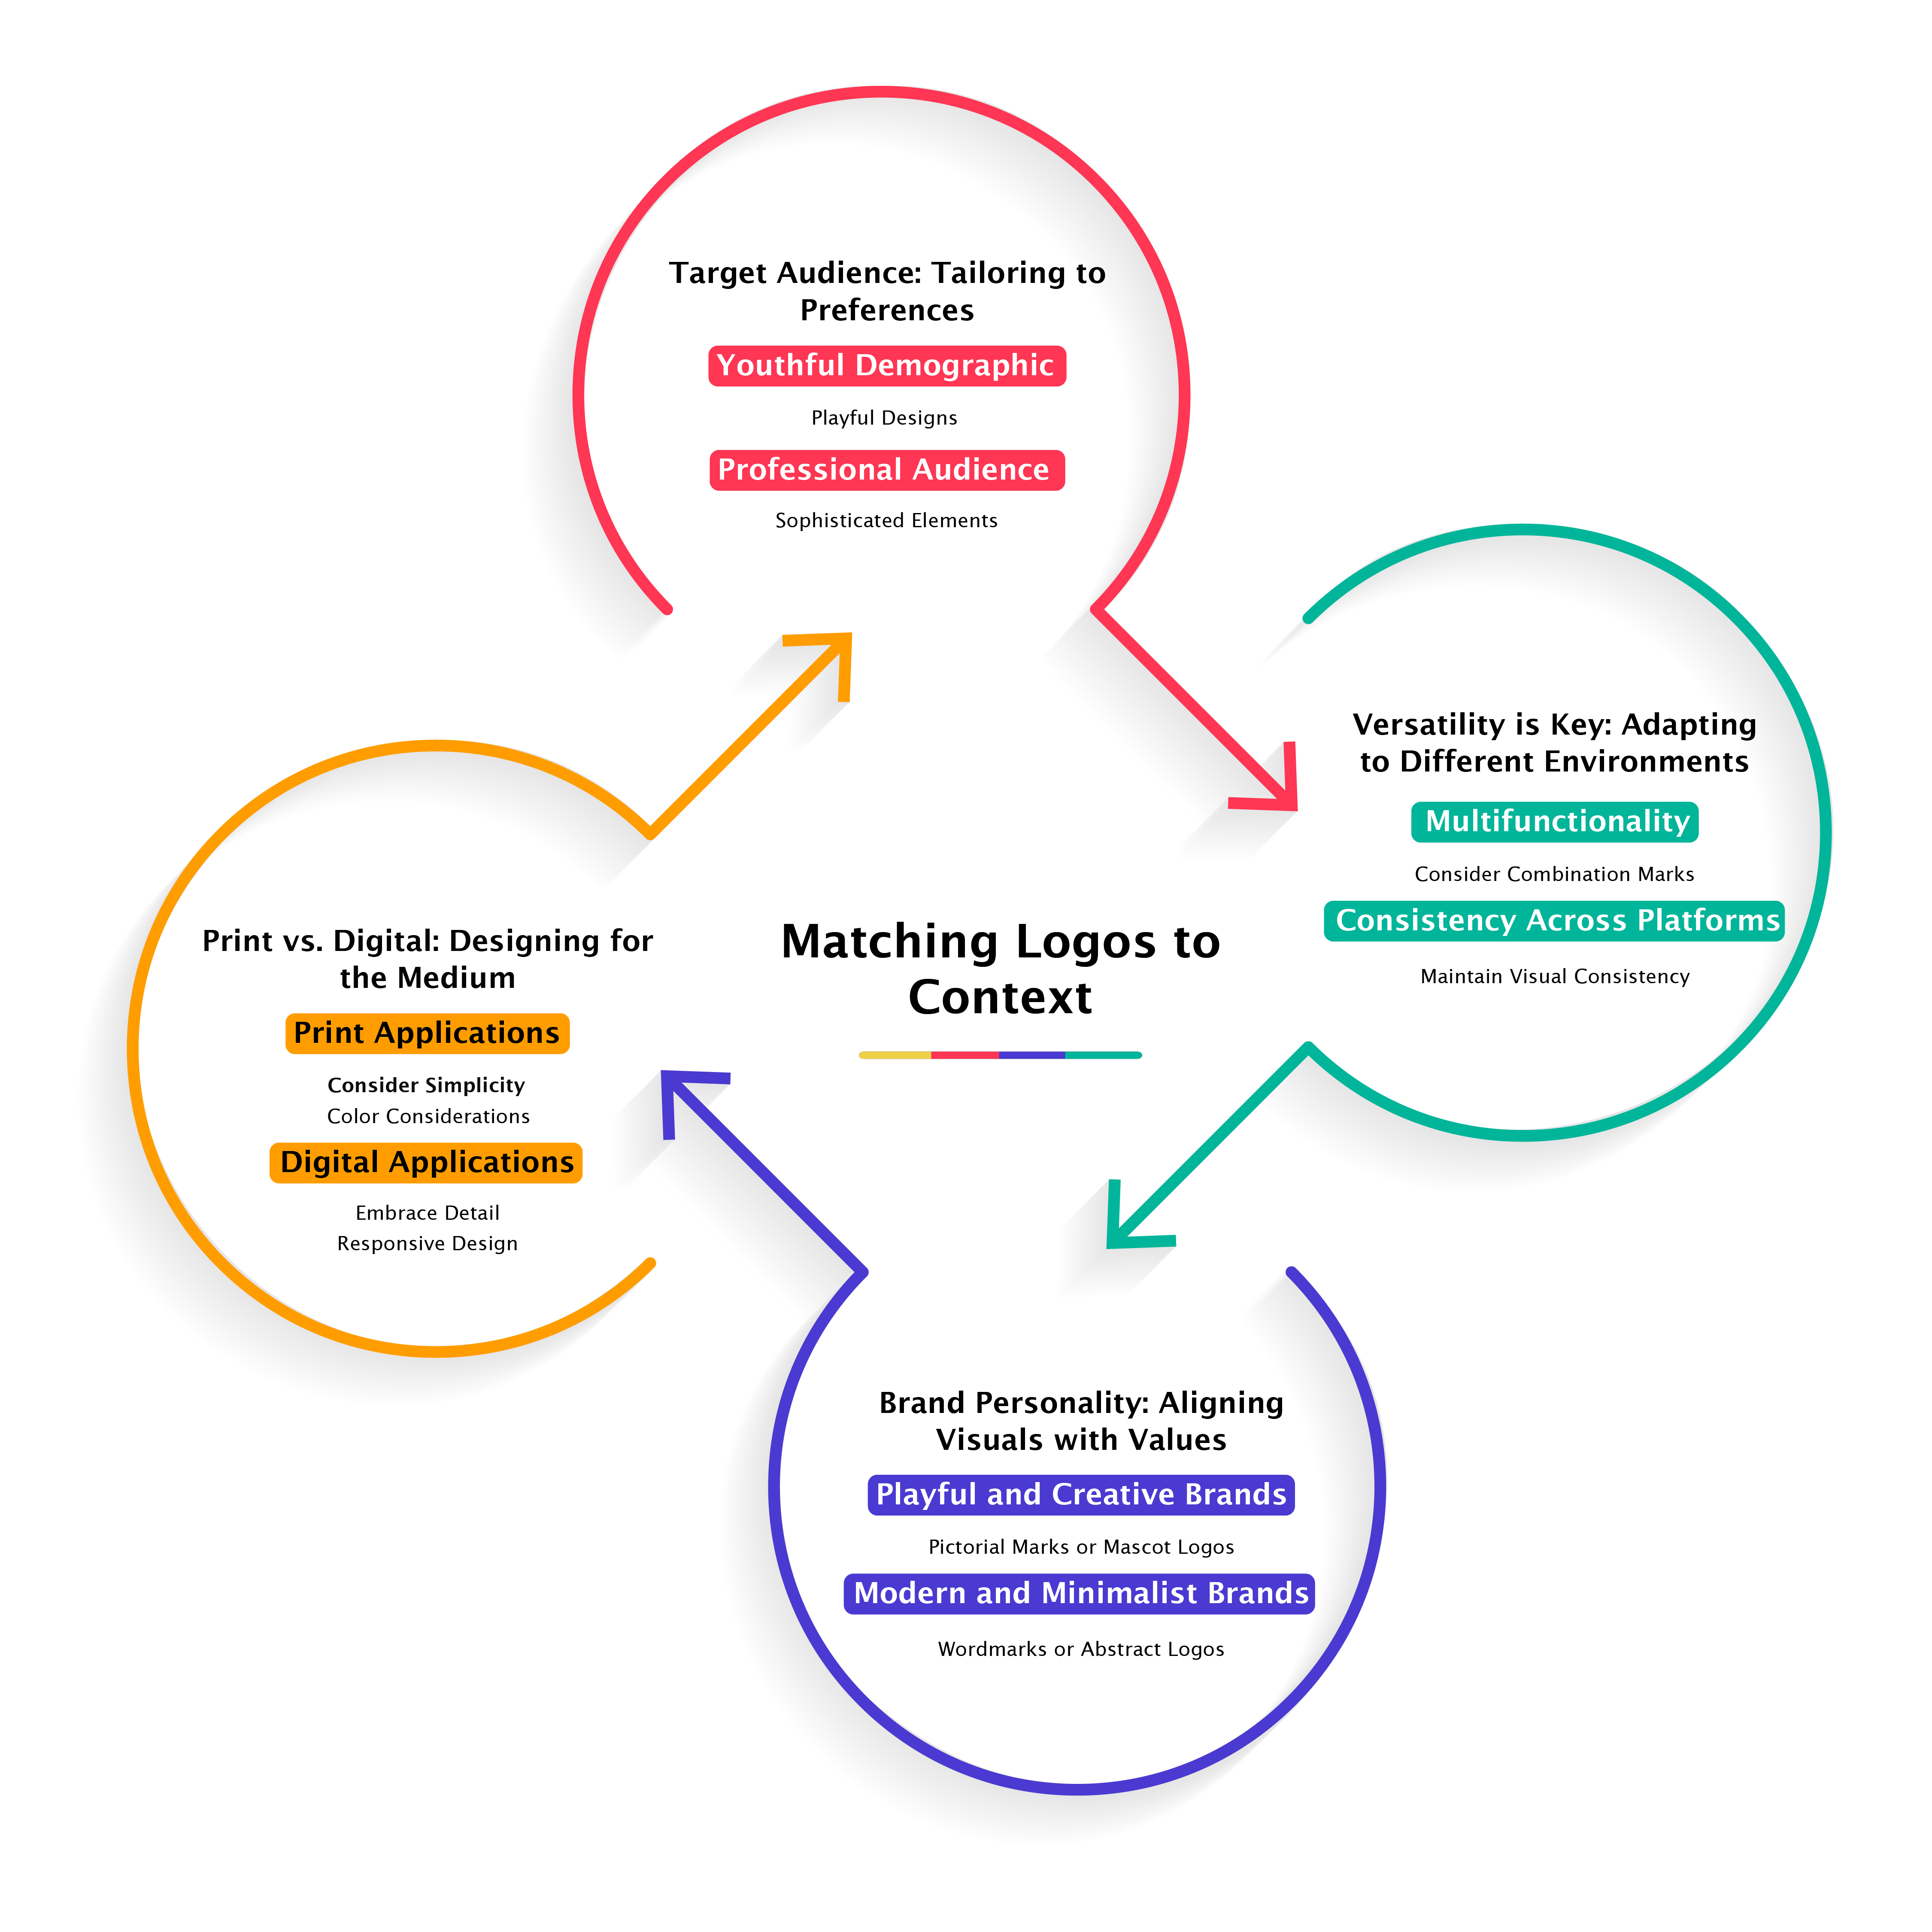 Target Audience: Tailoring to
Preferences
Youthful Demographic
Playful Designs
Professional Audience
Sophisticated Elements
Versatility is Key: Adapting
to Different Environments
Multifunctionality
Consider Combination Marks
Consistency Across Platforms
Maintain Visual Consistency
Matching Logos to
Context
Print vs. Digital: Designing for
the Medium
Print Applications
Consider Simplicity
Color Considerations
Digital Applications
Embrace Detail
Responsive Design
Brand Personality: Aligning
Visuals with Values
Playful and Creative Brands
Pictorial Marks or Mascot Logos
Modern and Minimalist Brands
Wordmarks or Abstract Logos